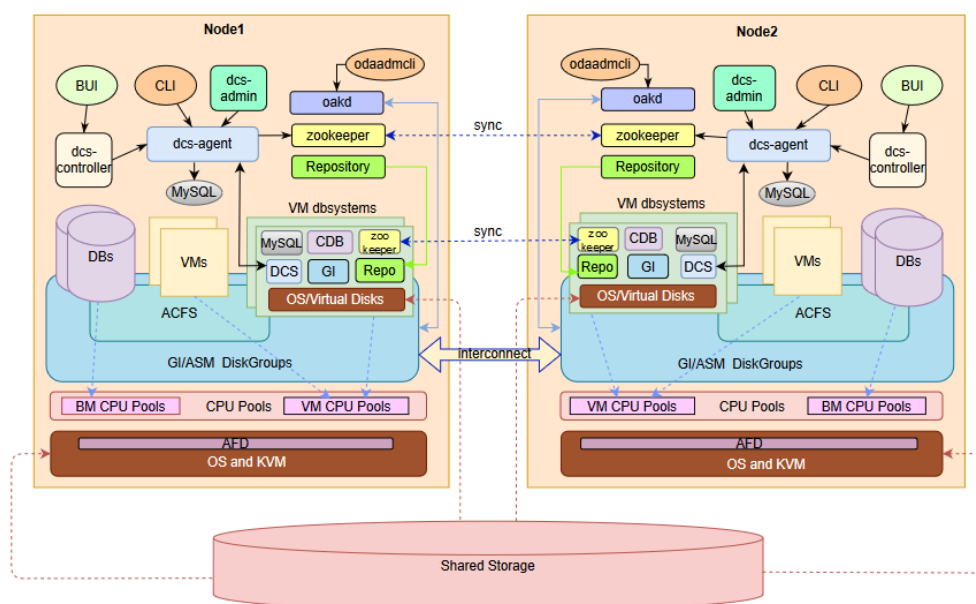 Node1
BUI
CLI
dcs-
admin
odaadmcli
oakd
dcs-
controller
dcs-agent
zookeeper
Repository
MySQL
VM dbsystems
DBs
VMs
MySQL
CDB
zoo
keeper
DCS
GI
Repo
OS/Virtual Disks
ACFS
GI/ASM DiskGroups
BM CPU Pools
CPU Pools
VM CPU Pools
AFD
OS and KVM
sync
sync
interconnect
Node2
odaadmcli
oakd
dcs-
admin
CLI
BUI
zookeeper
dcs-agent
dcs-
controller
Repository
MySQL
VM dbsystems
zoo
keeper
CDB
MySQL
Repo
GI
DCS
OS/Virtual Disks
VMs
DBs
ACFS
GI/ASM DiskGroups
VM CPU Pools
CPU Pools
BM CPU Pools
AFD
OS and KVM
Shared Storage